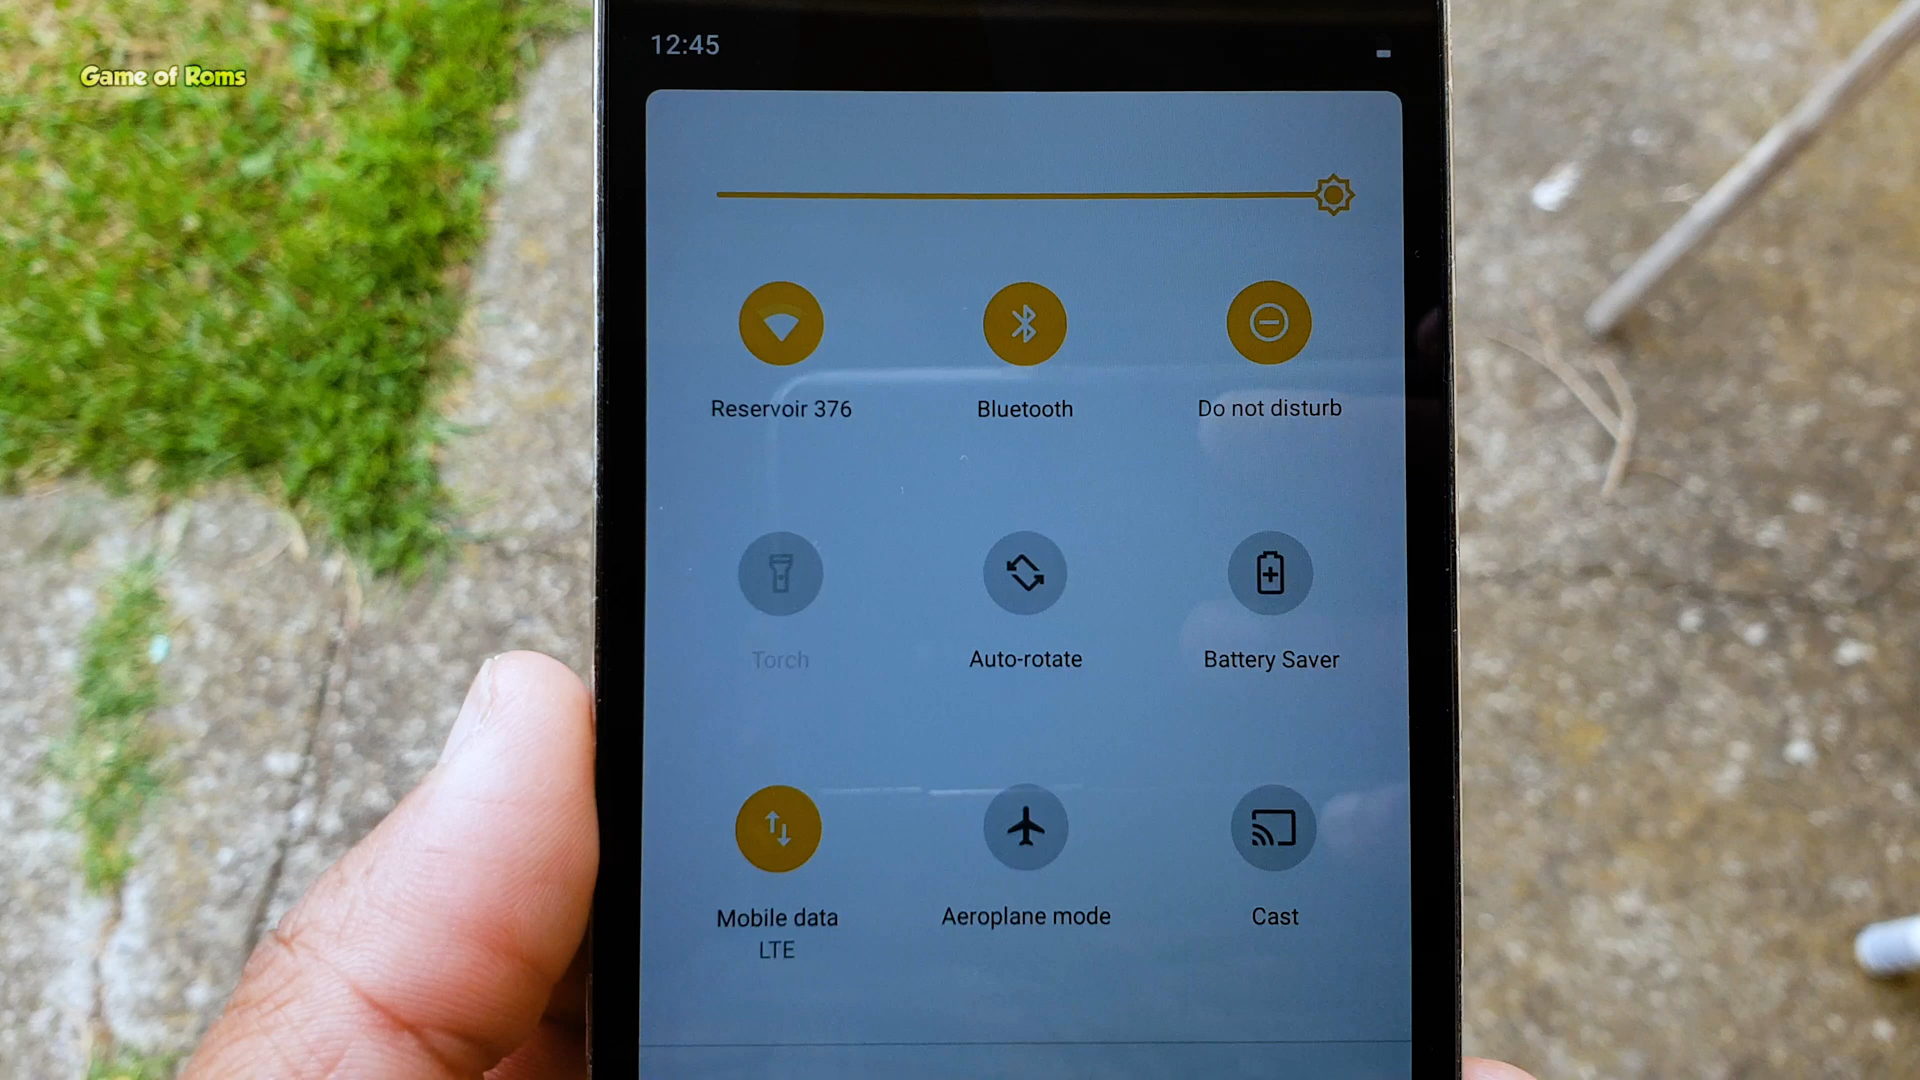 Game of Roms
12:45
Reservoir 376
Bluetooth
Do not disturb
Torch
Auto-rotate
Battery Saver
Mobile data
LTE
Aeroplane mode
Cast